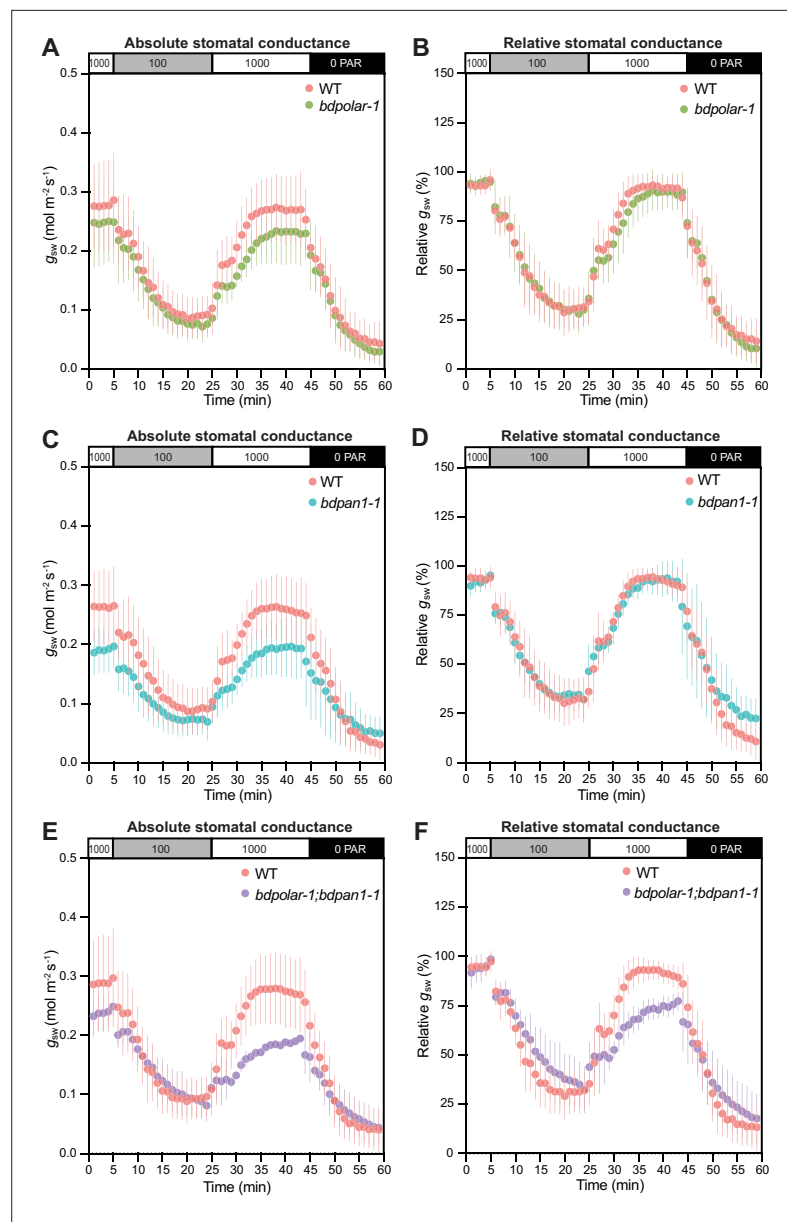 A
Absolute stomatal conductance
1000 100 1000 0 PAR
WT
bdpolar-1
0.5
0.4
0.3
0.2
0.1
0.0
gsw (mol m⁻² s⁻¹)
0 5 10 15 20 25 30 35 40 45 50 55 60
Time (min)
B
Relative stomatal conductance
1000 100 1000 0 PAR
WT
bdpolar-1
150
125
100
75
50
25
0
Relative gsw (%)
0 5 10 15 20 25 30 35 40 45 50 55 60
Time (min)
C
Absolute stomatal conductance
1000 100 1000 0 PAR
WT
bdpan1-1
0.5
0.4
0.3
0.2
0.1
0.0
gsw (mol m⁻² s⁻¹)
0 5 10 15 20 25 30 35 40 45 50 55 60
Time (min)
D
Relative stomatal conductance
1000 100 1000 0 PAR
WT
bdpan1-1
150
125
100
75
50
25
0
Relative gsw (%)
0 5 10 15 20 25 30 35 40 45 50 55 60
Time (min)
E
Absolute stomatal conductance
1000 100 1000 0 PAR
WT
bdpolar-1;bdpan1-1
0.5
0.4
0.3
0.2
0.1
0.0
gsw (mol m⁻² s⁻¹)
0 5 10 15 20 25 30 35 40 45 50 55 60
Time (min)
F
Relative stomatal conductance
1000 100 1000 0 PAR
WT
bdpolar-1;bdpan1-1
150
125
100
75
50
25
0
Relative gsw (%)
0 5 10 15 20 25 30 35 40 45 50 55 60
Time (min)